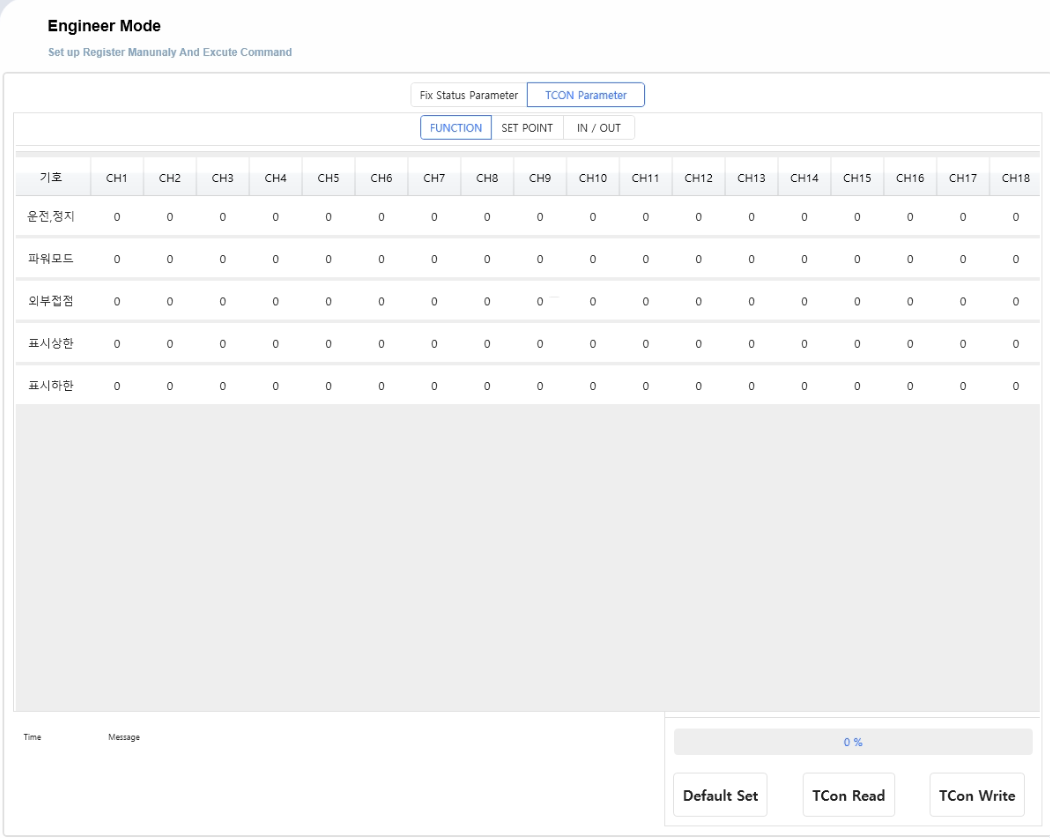 Engineer Mode
Set up Register Manunaly And Excute Command
Fix Status Parameter TCON Parameter
FUNCTION SET POINT IN / OUT
기호 CH1 CH2 CH3 CH4 CH5 CH6 CH7 CH8 CH9 CH10 CH11 CH12 CH13 CH14 CH15 CH16 CH17 CH18
운전,정지 0 0 0 0 0 0 0 0 0 0 0 0 0 0 0 0 0 0
파워모드 0 0 0 0 0 0 0 0 0 0 0 0 0 0 0 0 0 0
외부접점 0 0 0 0 0 0 0 0 0 0 0 0 0 0 0 0 0 0
표시상한 0 0 0 0 0 0 0 0 0 0 0 0 0 0 0 0 0 0
표시하한 0 0 0 0 0 0 0 0 0 0 0 0 0 0 0 0 0 0
Time Message
0 %
Default Set TCon Read TCon Write